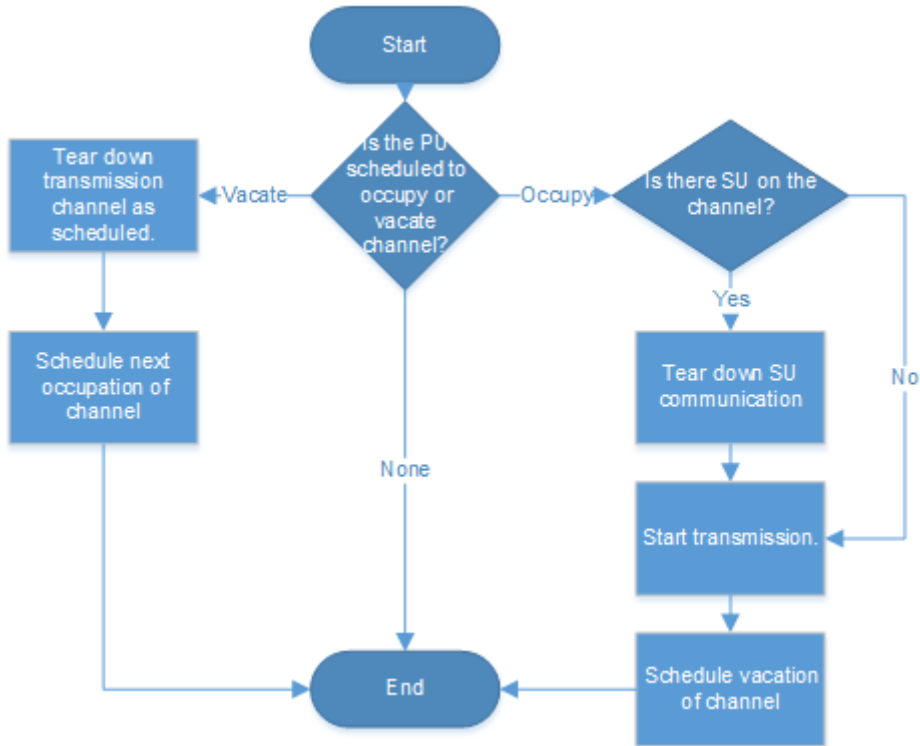 Start
Is the PU
scheduled to
occupy or
vacate
channel?
Vacate
Occupy
None
Tear down
transmission
channel as
scheduled.
Schedule next
occupation of
channel
Is there SU on the
channel?
Yes
No
Tear down SU
communication
Start transmission.
Schedule vacation
of channel
End